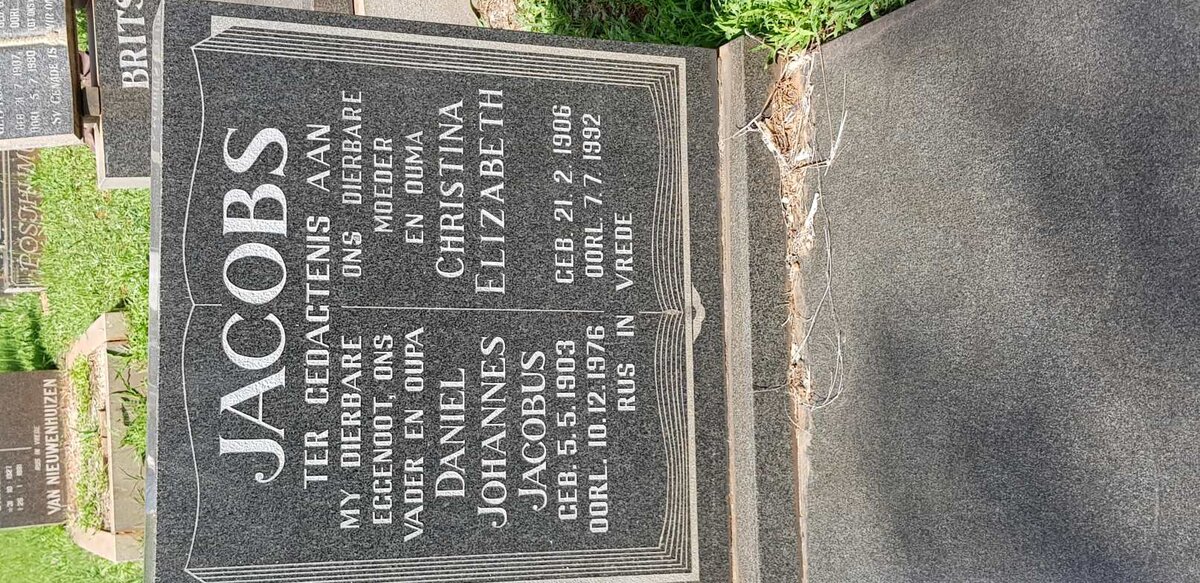 JACOBS
TER GEDAGTENIS AAN
MY DIERBARE
EGGENOOT, ONS
VADER EN OUPA
DANIEL
JOHANNES
JACOBUS
GEB. 5. 5. 1903
OORL. 10. 12. 1976
ONS DIERBARE
MOEDER
EN OUMA
CHRISTINA
ELIZABETH
GEB. 21. 2. 1906
OORL. 7. 7. 1992
RUS IN VREDE
BRITS
POSTHUM
VAN NIEUWENHUIZEN